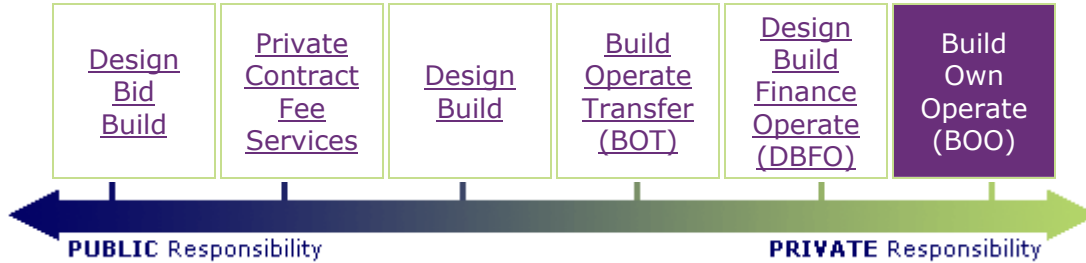 Design
Bid
Build
Private
Contract
Fee
Services
Design
Build
Build
Operate
Transfer
(BOT)
Design
Build
Finance
Operate
(DBFO)
Build
Own
Operate
(BOO)
PUBLIC Responsibility
PRIVATE Responsibility